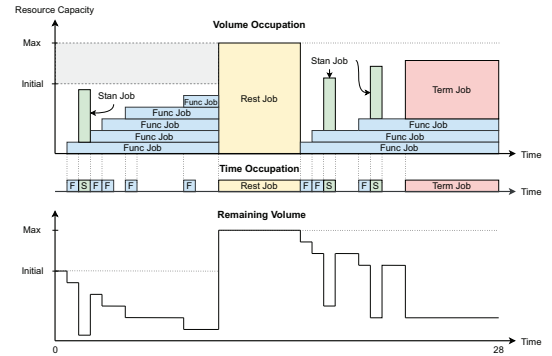 Resource Capacity
Volume Occupation
Max
Initial
Stan Job
Stan Job
Func Job
Func Job
Func Job
Func Job
Func Job
Rest Job
Term Job
Func Job
Func Job
Func Job
Time
Time Occupation
F S F F F F Rest Job F F S F S Term Job
Time
Remaining Volume
Max
Initial
Time
0 28